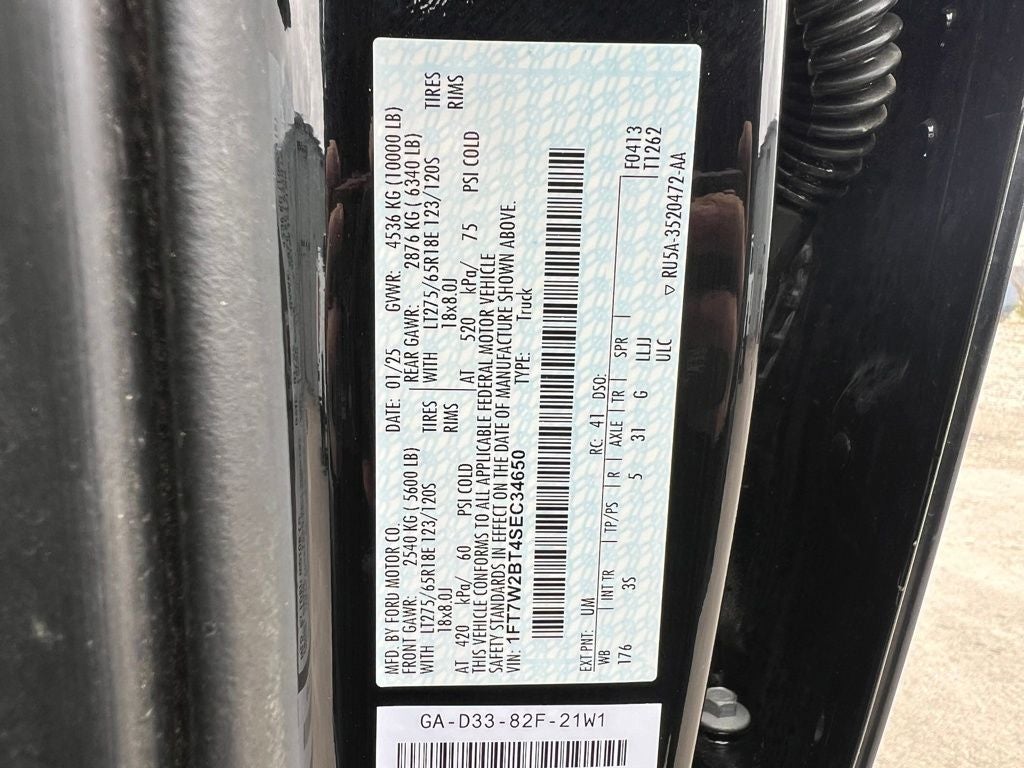 MFD. BY FORD MOTOR CO.
DATE: 01/25 GVWR: 4536 KG (10000 LB)
FRONT GAWR: 2540 KG ( 5600 LB)
REAR GAWR: 2876 KG ( 6340 LB)
WITH LT275/65R18E 123/120S TIRES
WITH LT275/65R18E 123/120S TIRES
18x8.0J RIMS
18x8.0J RIMS
AT 420 kPa/ 60 PSI COLD
AT 520 kPa/ 75 PSI COLD
THIS VEHICLE CONFORMS TO ALL APPLICABLE FEDERAL MOTOR VEHICLE
SAFETY STANDARDS IN EFFECT ON THE DATE OF MANUFACTURE SHOWN ABOVE.
VIN: 1FT7W2BT4SEC34650 TYPE: Truck
EXT PNT: UM RC: 41 DSO: F0413
WB INT TR TP/PS R AXLE TR SPR T1262
176 3S 5 31 G LLJJ
ULC
▽ RU5A-3520472-AA
GA-D33-82F-21W1